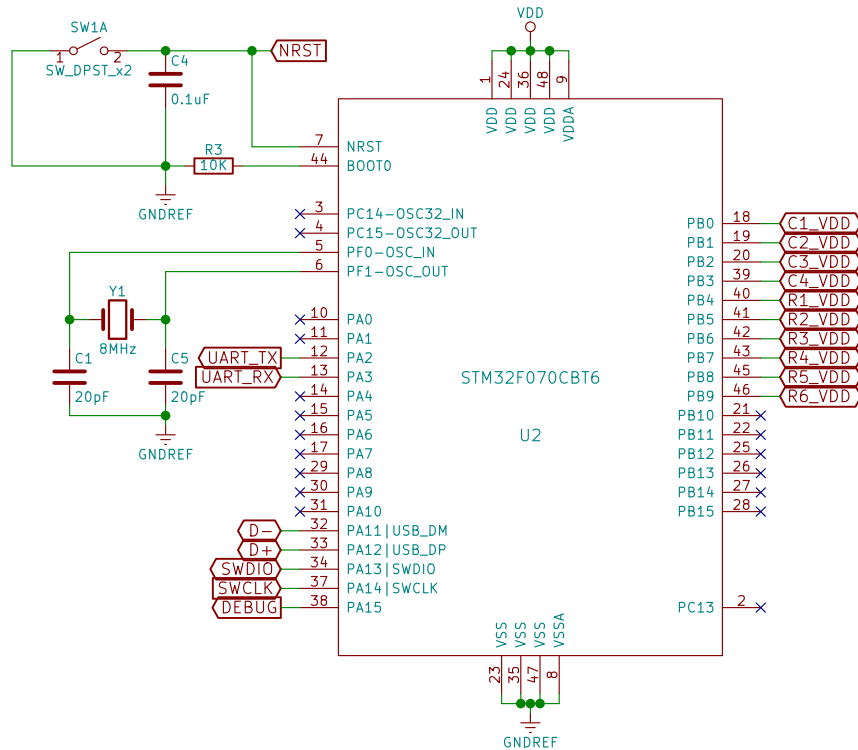 SW1A
1 2
SW_DPST_x2
C4
0.1uF
NRST
R3
10K
GNDREF
VDD
1 24 36 48 9
VDD VDD VDD VDD VDDA
7 NRST
44 BOOT0
3 PC14-OSC32_IN
4 PC15-OSC32_OUT
5 PF0-OSC_IN
6 PF1-OSC_OUT
Y1
8MHz
C1
20pF
C5
20pF
GNDREF
10 PA0
11 PA1
UART_TX 12 PA2
UART_RX 13 PA3
14 PA4
15 PA5
16 PA6
17 PA7
29 PA8
30 PA9
31 PA10
D- 32 PA11|USB_DM
D+ 33 PA12|USB_DP
SWDIO 34 PA13|SWDIO
SWCLK 37 PA14|SWCLK
DEBUG 38 PA15
STM32F070CBT6
U2
PB0 18 C1_VDD
PB1 19 C2_VDD
PB2 20 C3_VDD
PB3 39 C4_VDD
PB4 40 R1_VDD
PB5 41 R2_VDD
PB6 42 R3_VDD
PB7 43 R4_VDD
PB8 45 R5_VDD
PB9 46 R6_VDD
PB10 21
PB11 22
PB12 25
PB13 26
PB14 27
PB15 28
PC13 2
VSS VSS VSS VSSA
23 35 47 8
GNDREF